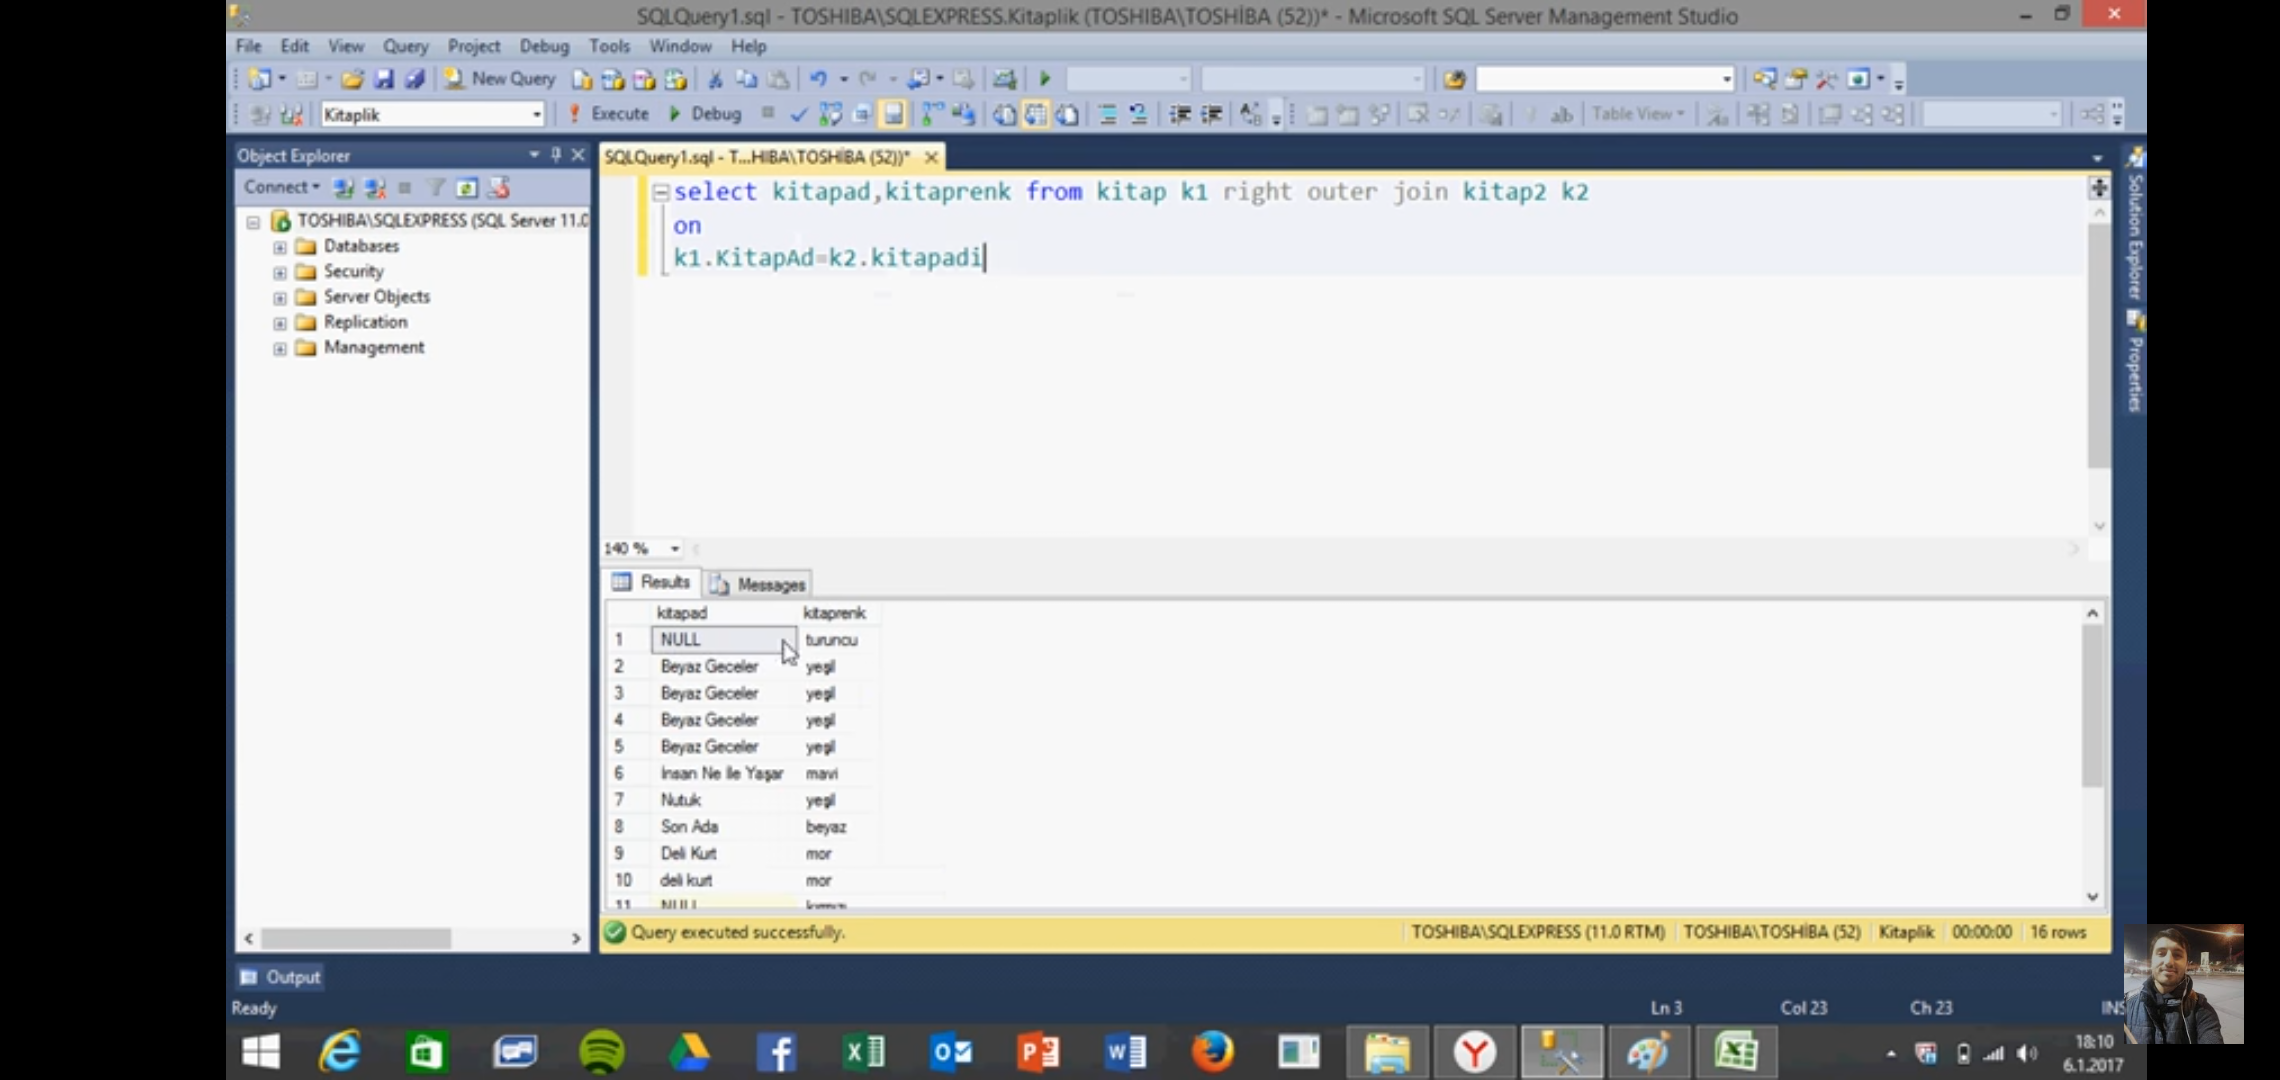 SQLQuery1.sql - TOSHIBA\SQLEXPRESS.Kitaplik (TOSHIBA\TOSHİBA (52))* - Microsoft SQL Server Management Studio
File Edit View Query Project Debug Tools Window Help
New Query
Kitaplik Execute Debug Table View
Object Explorer
Connect
TOSHIBA\SQLEXPRESS (SQL Server 11.0
Databases
Security
Server Objects
Replication
Management
SQLQuery1.sql - T...HIBA\TOSHİBA (52))*
select kitapad,kitaprenk from kitap k1 right outer join kitap2 k2
on
k1.KitapAd=k2.kitapadi
140 %
Results Messages
kitapad kitaprenk
1 NULL turuncu
2 Beyaz Geceler yeşil
3 Beyaz Geceler yeşil
4 Beyaz Geceler yeşil
5 Beyaz Geceler yeşil
6 İnsan Ne ile Yaşar mavi
7 Nutuk yeşil
8 Son Ada beyaz
9 Deli Kurt mor
10 deli kurt mor
11 NULL kırmızı
Query executed successfully. TOSHIBA\SQLEXPRESS (11.0 RTM) TOSHIBA\TOSHİBA (52) Kitaplik 00:00:00 16 rows
Solution Explorer
Properties
Output
Ready Ln 3 Col 23 Ch 23 INS
18:10
6.1.2017